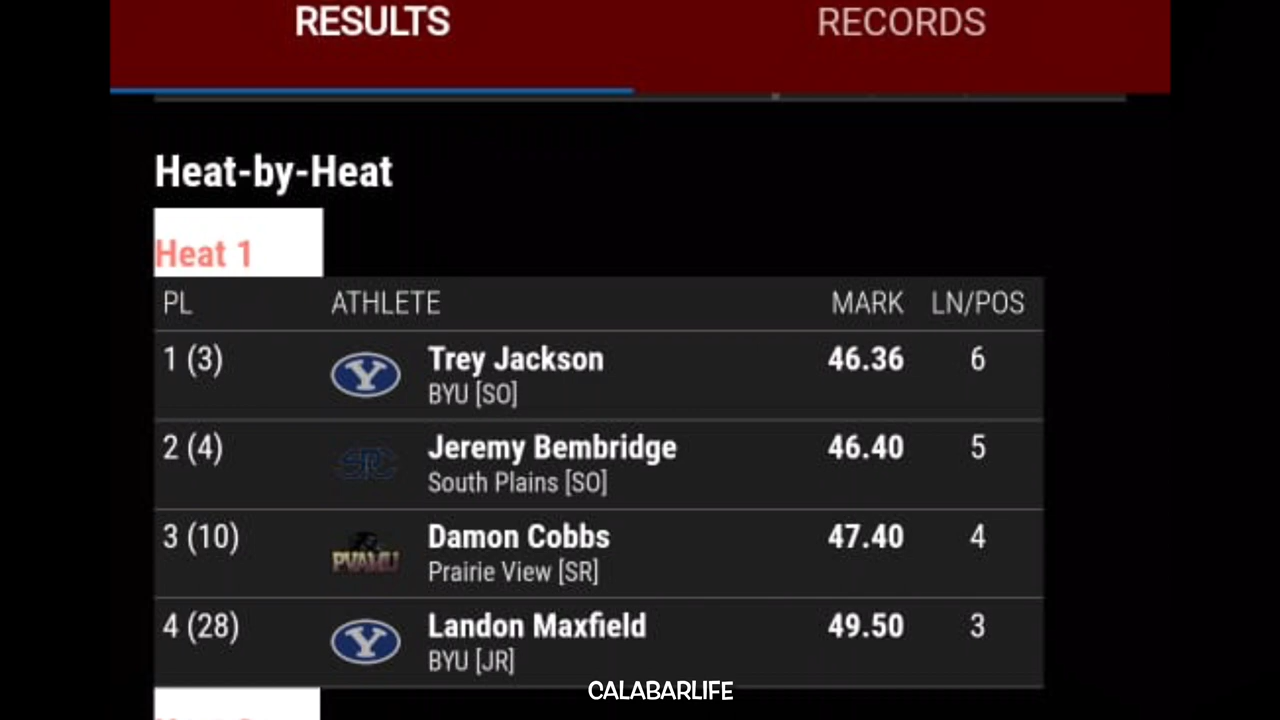 RESULTS RECORDS
Heat-by-Heat
Heat 1
PL ATHLETE MARK LN/POS
1 (3) Trey Jackson 46.36 6
BYU [SO]
2 (4) Jeremy Bembridge 46.40 5
South Plains [SO]
3 (10) Damon Cobbs 47.40 4
PVAMU
Prairie View [SR]
4 (28) Landon Maxfield 49.50 3
BYU [JR]
CALABARLIFE